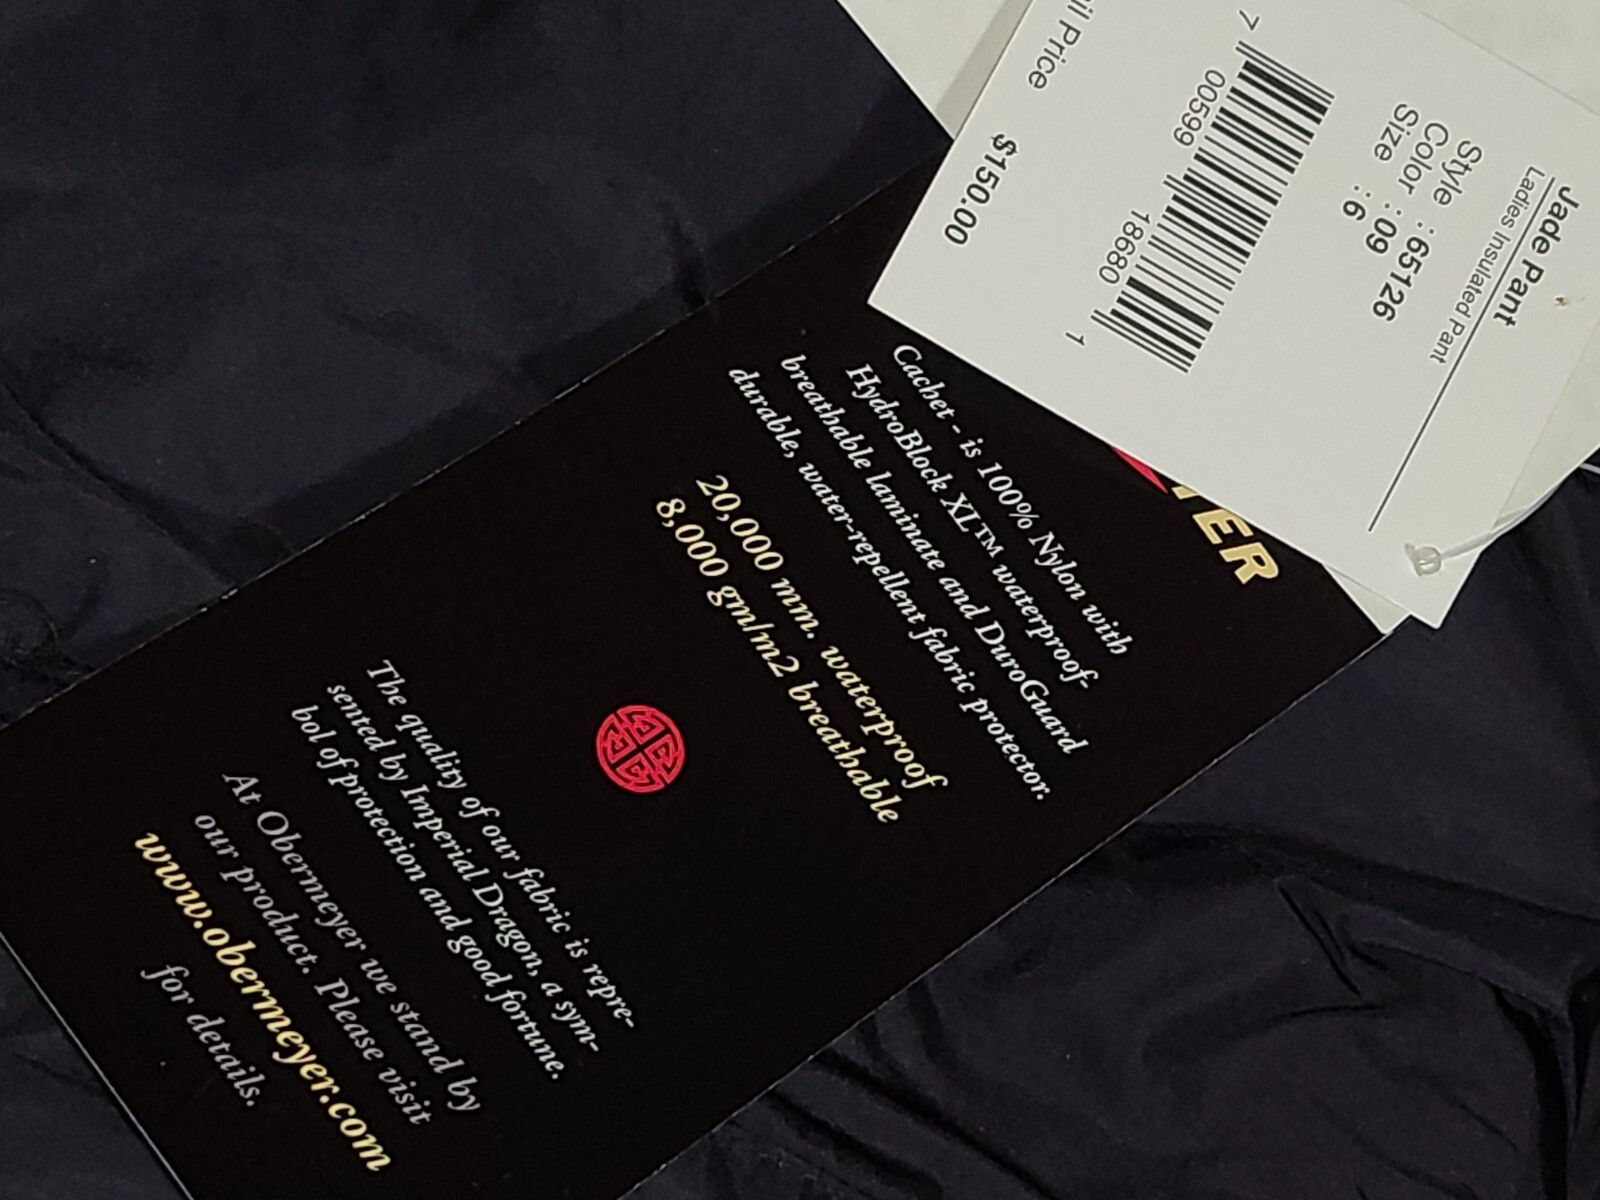 Jade Pant
Ladies Insulated Pant
Style : 65126
Color : 09
Size : 6
7 00599 18680 1
Price
$150.00
YER
Cachet - is 100% Nylon with
HydroBlock XL™ waterproof-
breathable laminate and DuroGuard
durable, water-repellent fabric protector.
20,000 mm. waterproof
8,000 gm/m2 breathable
The quality of our fabric is repre-
sented by Imperial Dragon, a sym-
bol of protection and good fortune.
At Obermeyer we stand by
our product. Please visit
www.obermeyer.com
for details.